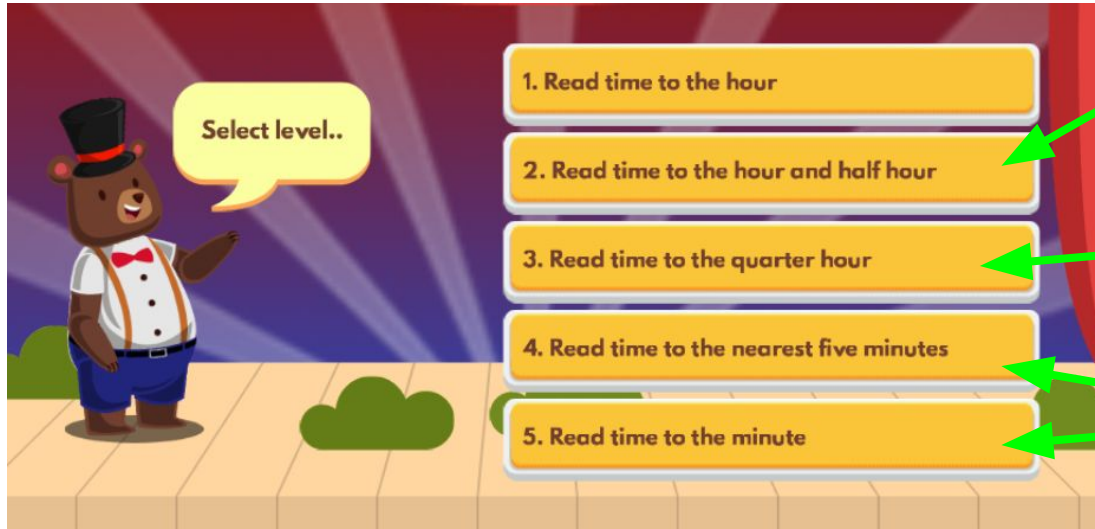 Select level..
1. Read time to the hour
2. Read time to the hour and half hour
3. Read time to the quarter hour
4. Read time to the nearest five minutes
5. Read time to the minute